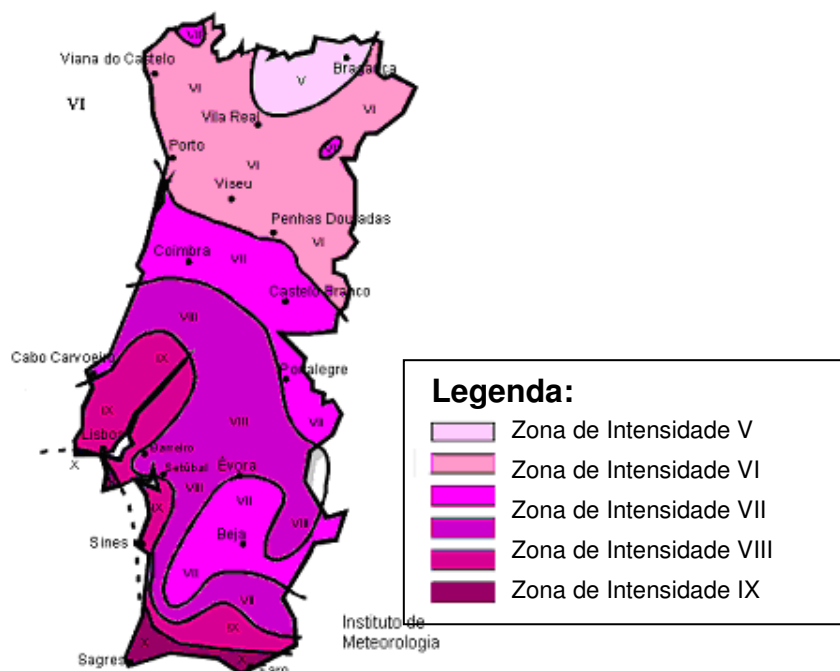 VII
Viana do Castelo
Bragança
V
VI
VI
VI
Vila Real
Porto
VI
VII
Viseu
Penhas Douradas
VI
Coimbra
VII
Castelo Branco
VIII
Cabo Carvoeiro
IX
Portalegre
IX
VIII
VII
Lisboa
Barreiro
X
Setúbal
Évora
VIII
VII
IX
VIII
Sines
Beja
VII
VII
IX
Instituto de
Meteorologia
X
X
Sagres
Faro
Legenda:
Zona de Intensidade V
Zona de Intensidade VI
Zona de Intensidade VII
Zona de Intensidade VIII
Zona de Intensidade IX